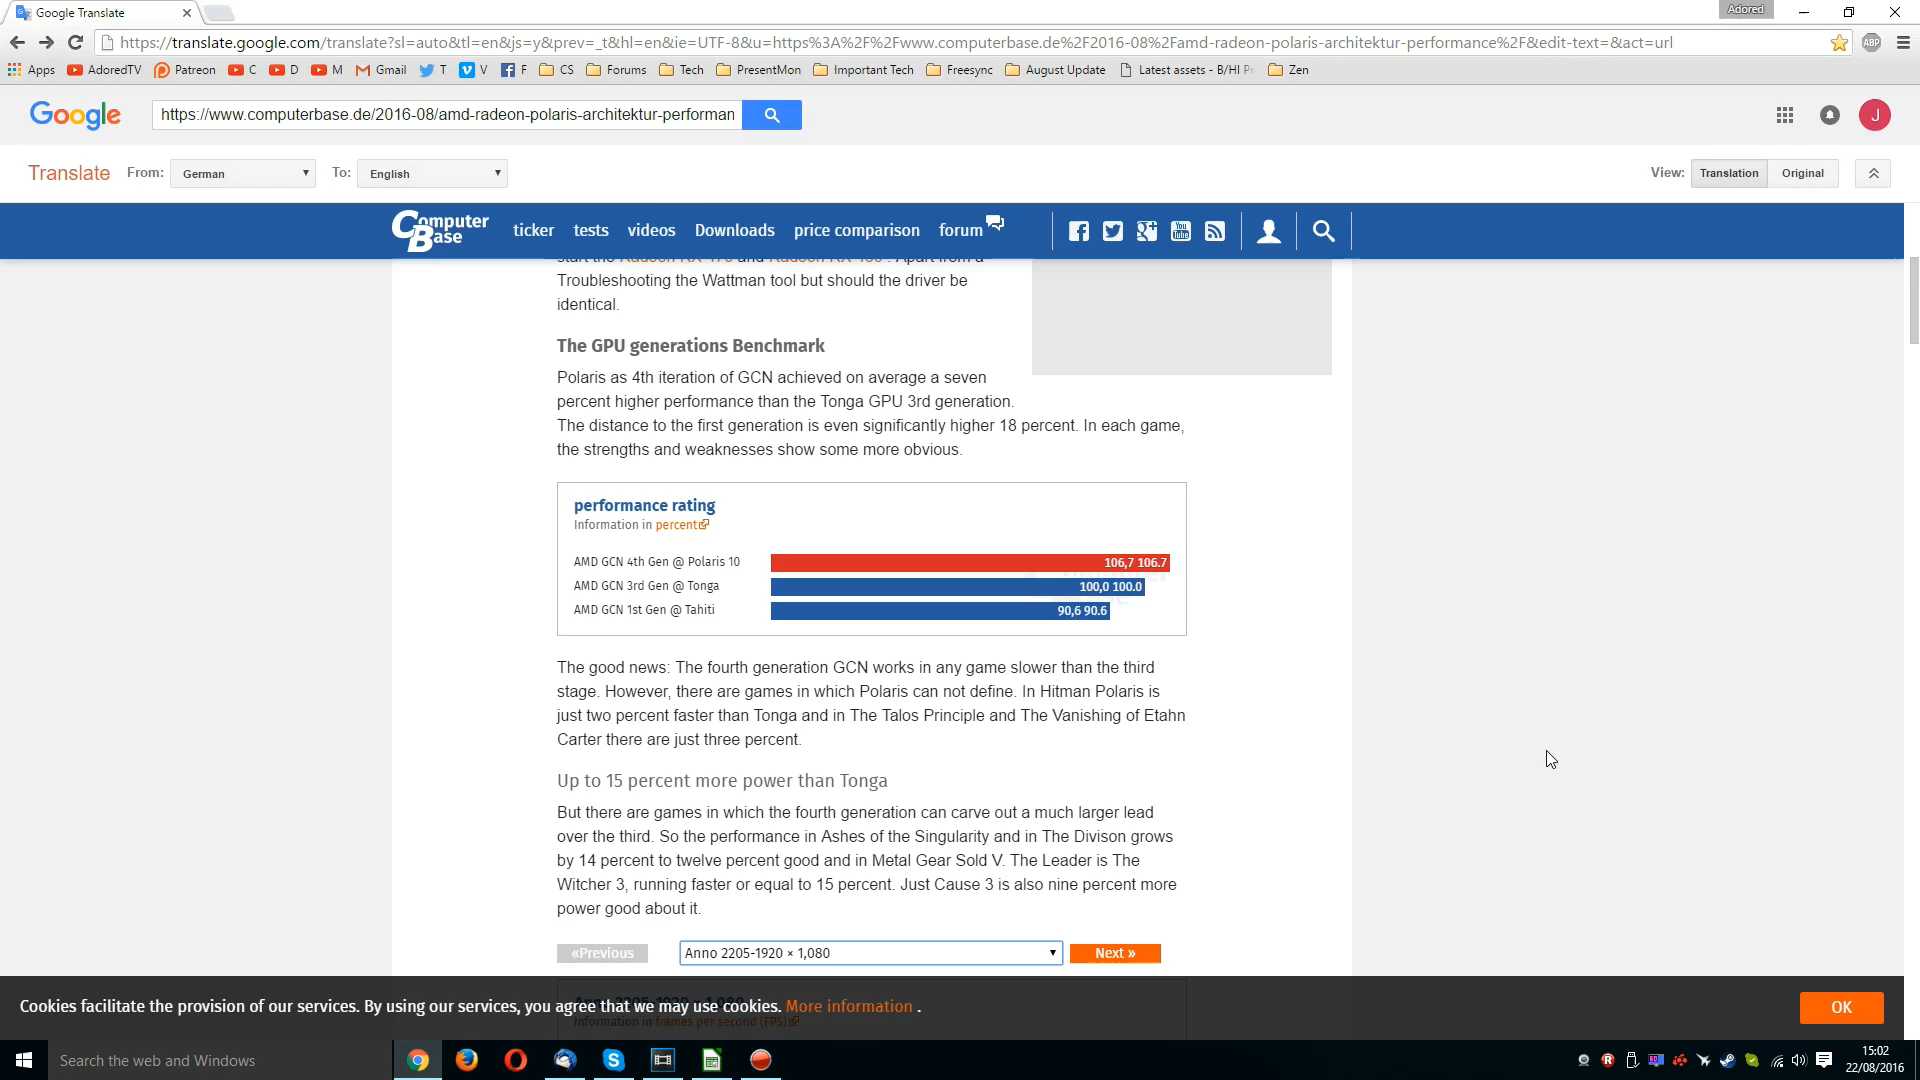 Google Translate
Adored
https://translate.google.com/translate?sl=auto&tl=en&js=y&prev=_t&hl=en&ie=UTF-8&u=https%3A%2F%2Fwww.computerbase.de%2F2016-08%2Famd-radeon-polaris-architektur-performance%2F&edit-text=&act=url
ABP
Apps AdoredTV Patreon C D M Gmail T V F CS Forums Tech PresentMon Important Tech Freesync August Update Latest assets - B/HI Zen
Google https://www.computerbase.de/2016-08/amd-radeon-polaris-architektur-performan J
Translate From: German To: English View: Translation Original
Computer Base ticker tests videos Downloads price comparison forum You Tube
Troubleshooting the Wattman tool but should the driver be
identical.
The GPU generations Benchmark
Polaris as 4th iteration of GCN achieved on average a seven
percent higher performance than the Tonga GPU 3rd generation.
The distance to the first generation is even significantly higher 18 percent. In each game,
the strengths and weaknesses show some more obvious.
performance rating
Information in percent
AMD GCN 4th Gen @ Polaris 10 106,7 106.7
AMD GCN 3rd Gen @ Tonga 100,0 100.0
AMD GCN 1st Gen @ Tahiti 90,6 90.6
The good news: The fourth generation GCN works in any game slower than the third
stage. However, there are games in which Polaris can not define. In Hitman Polaris is
just two percent faster than Tonga and in The Talos Principle and The Vanishing of Etahn
Carter there are just three percent.
Up to 15 percent more power than Tonga
But there are games in which the fourth generation can carve out a much larger lead
over the third. So the performance in Ashes of the Singularity and in The Divison grows
by 14 percent to twelve percent good and in Metal Gear Sold V. The Leader is The
Witcher 3, running faster or equal to 15 percent. Just Cause 3 is also nine percent more
power good about it.
«Previous Anno 2205-1920 × 1,080 Next »
Cookies facilitate the provision of our services. By using our services, you agree that we may use cookies. More information . OK
Information in frames per second (FPS)
Search the web and Windows
15:02
22/08/2016